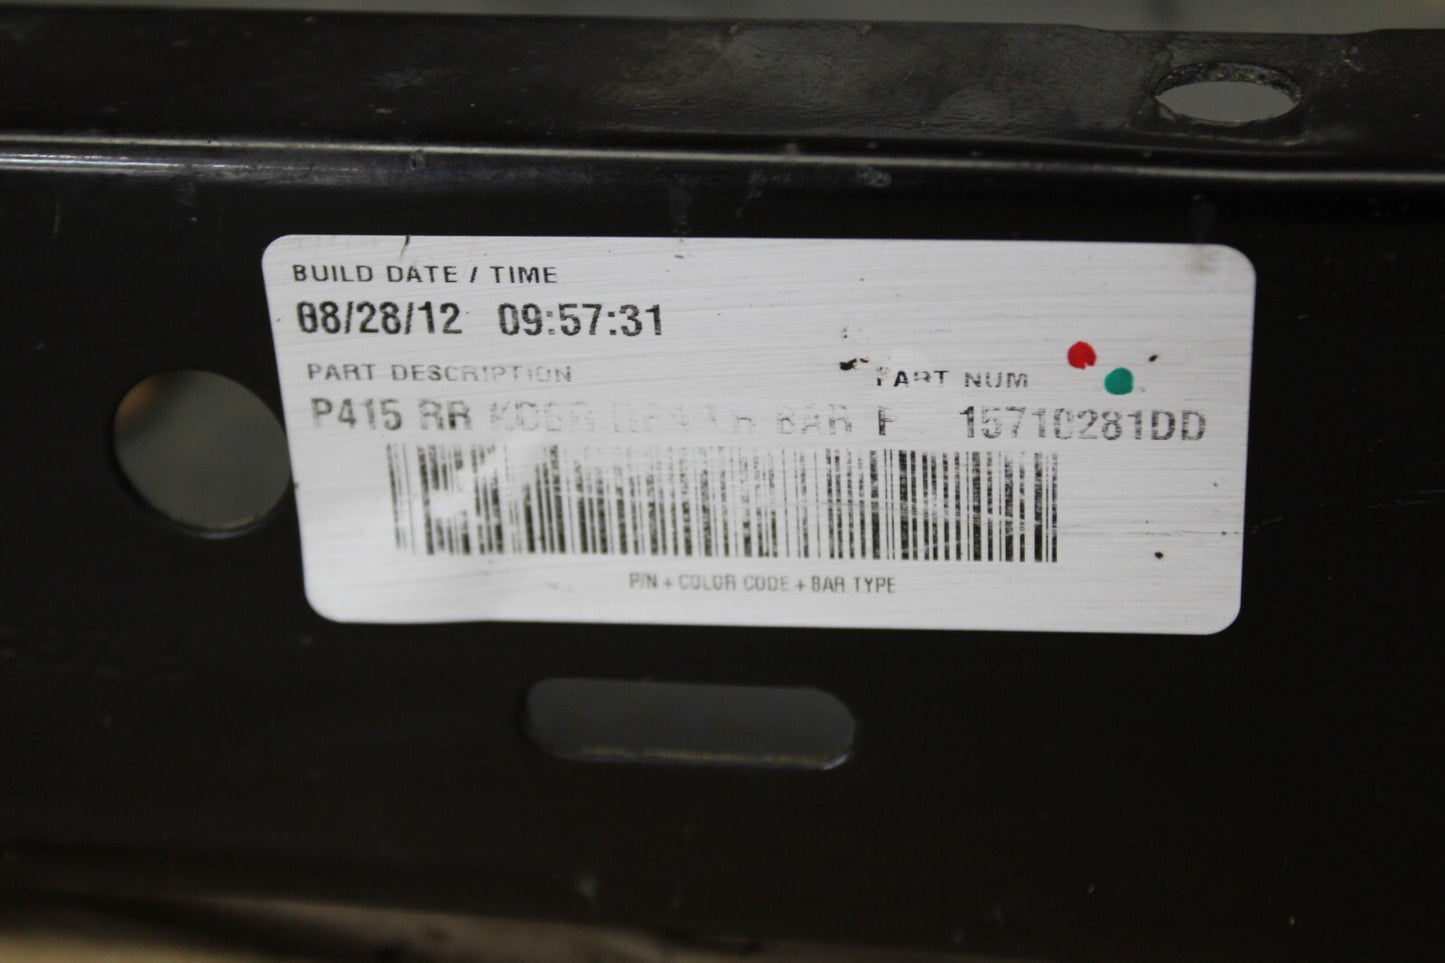 BUILD DATE / TIME
08/28/12 09:57:31
PART DESCRIPTION PART NUM
P415 RR BAR 15710281DD
P/N + COLOR CODE + BAR TYPE